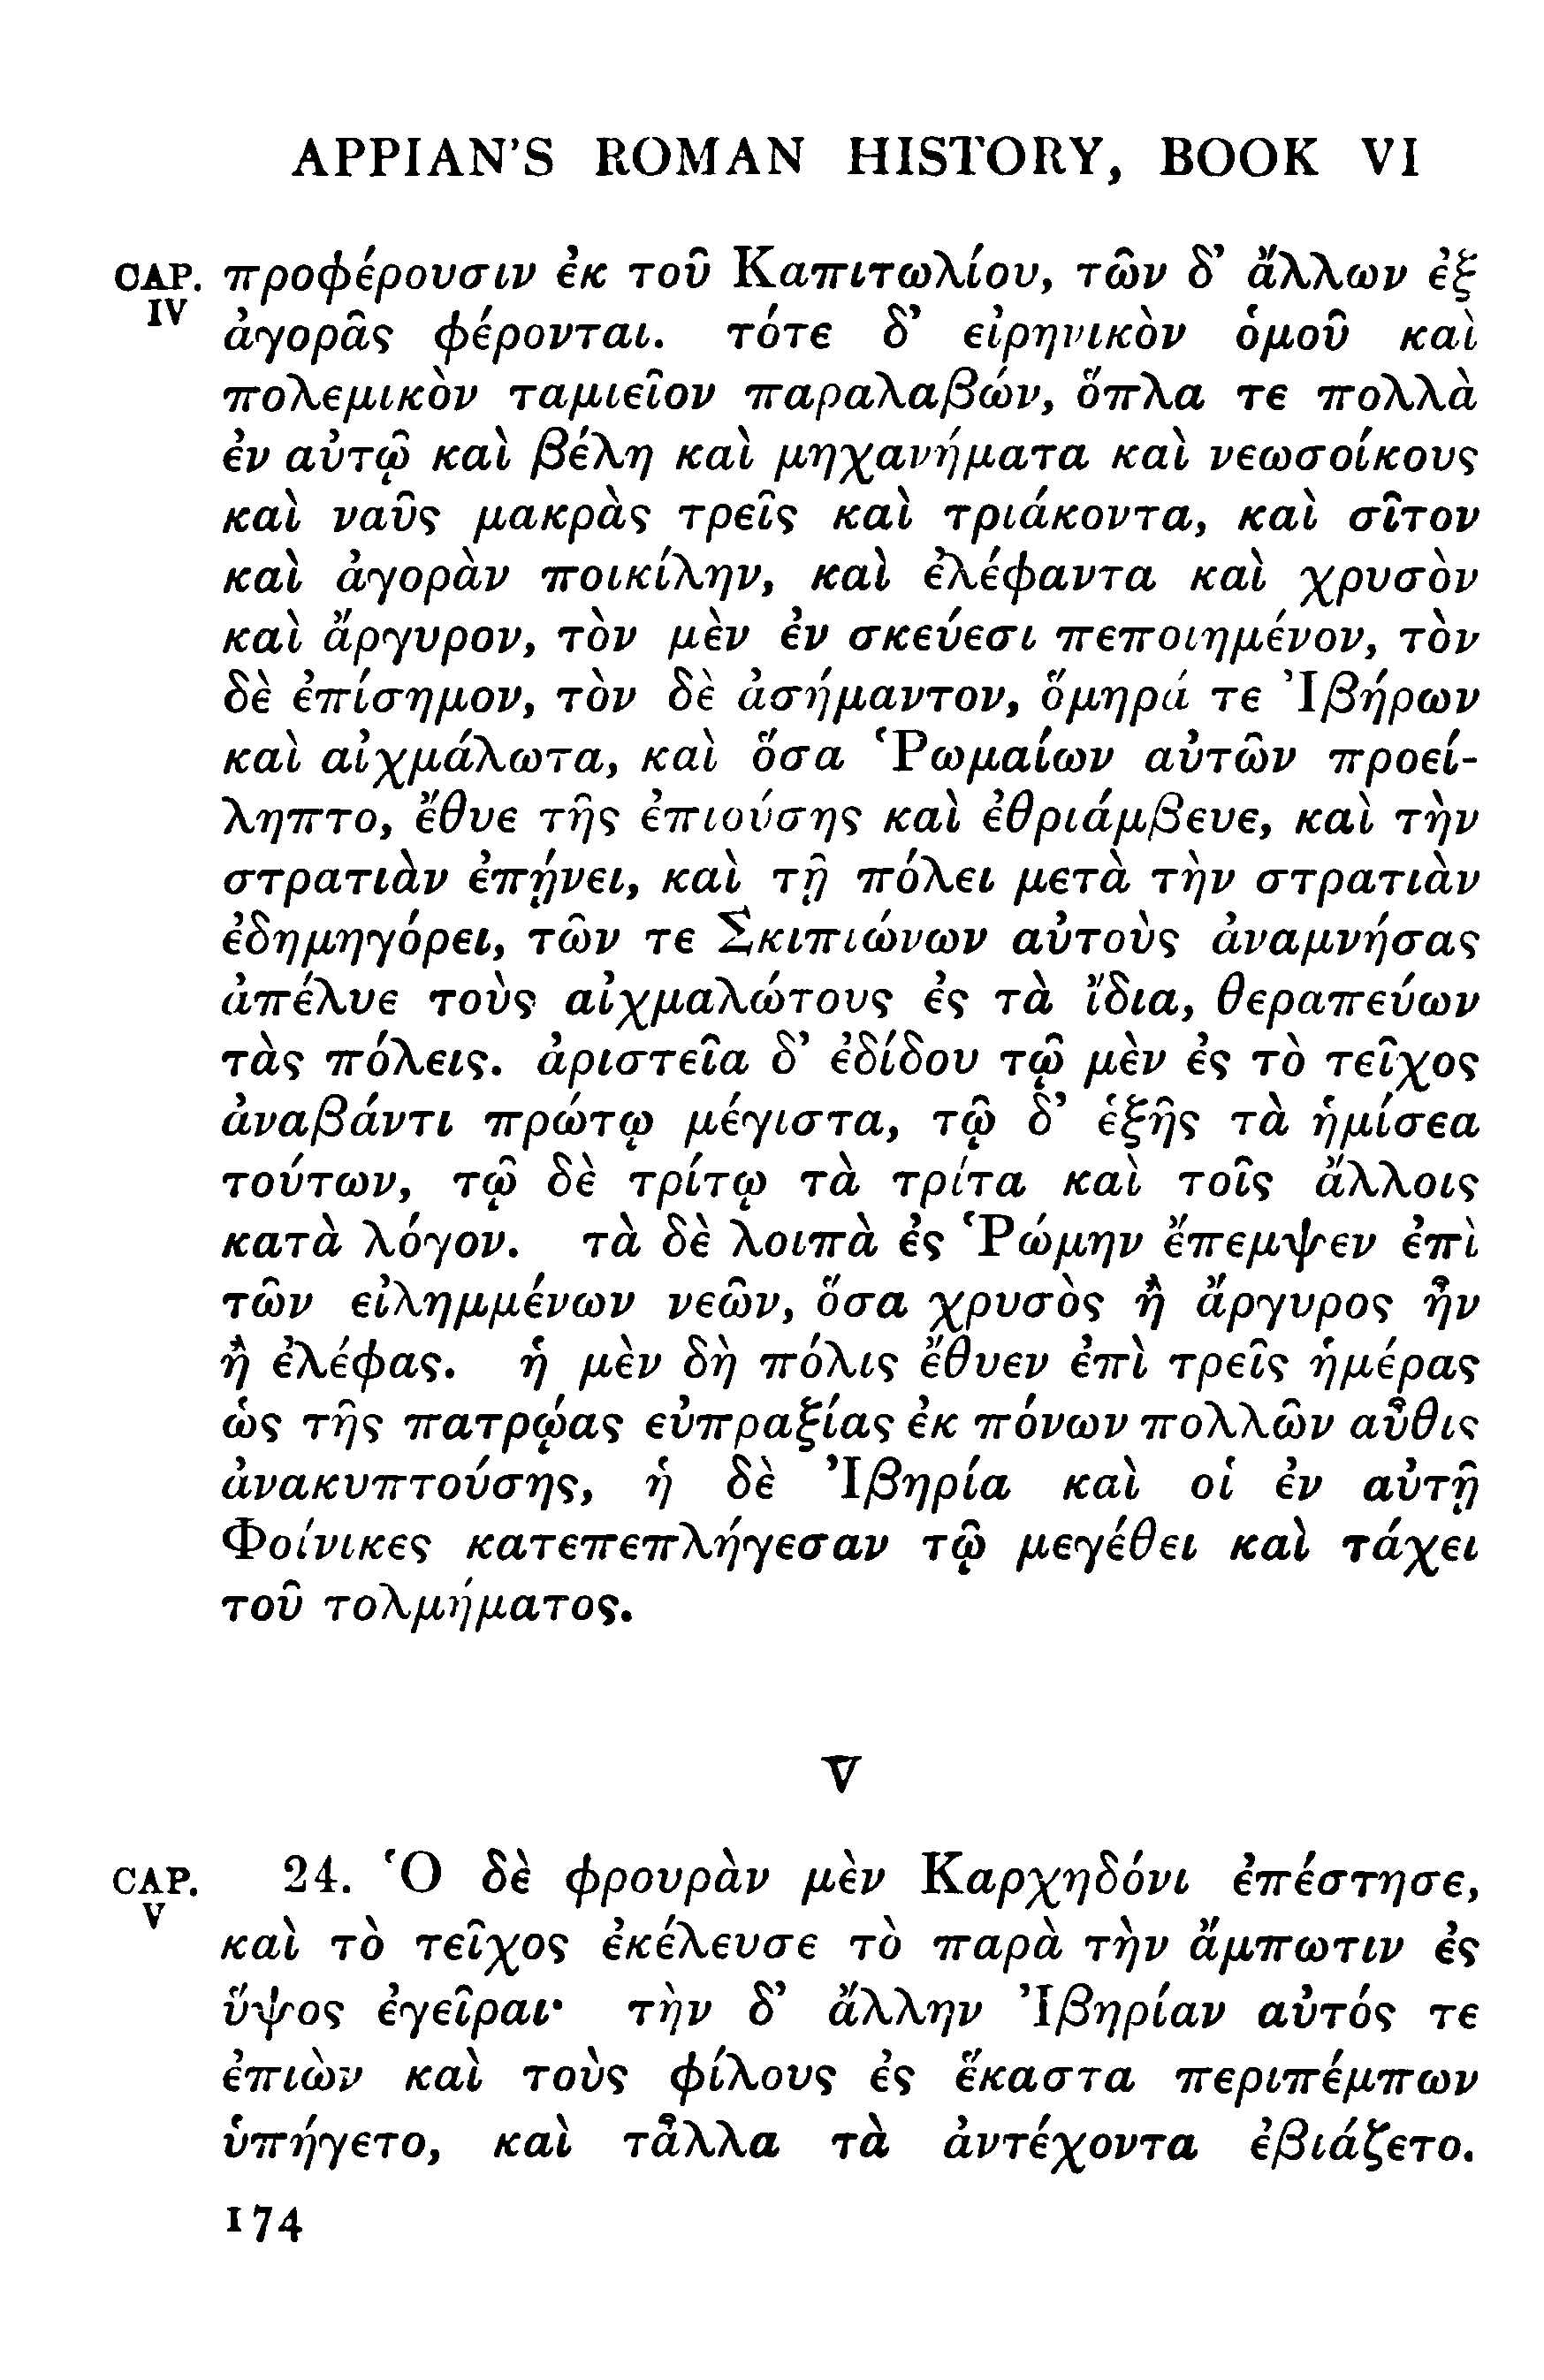 APPIAN'S ROMAN HISTORY, BOOK VI
CAP. IV προφέρουσιν ἐκ τοῦ Καπιτωλίου, τῶν δ' ἄλλων ἐξ
ἀγορᾶς φέρονται. τότε δ' εἰρηνικὸν ὁμοῦ καὶ
πολεμικὸν ταμιεῖον παραλαβών, ὅπλα τε πολλὰ
ἐν αὐτῷ καὶ βέλη καὶ μηχανήματα καὶ νεωσοίκους
καὶ ναῦς μακρὰς τρεῖς καὶ τριάκοντα, καὶ σῖτον
καὶ ἀγορὰν ποικίλην, καὶ ἐλέφαντα καὶ χρυσὸν
καὶ ἄργυρον, τὸν μὲν ἐν σκεύεσι πεποιημένον, τὸν
δὲ ἐπίσημον, τὸν δὲ ἀσήμαντον, ὅμηρά τε Ἰβήρων
καὶ αἰχμάλωτα, καὶ ὅσα Ῥωμαίων αὐτῶν προεί-
ληπτο, ἔθυε τῆς ἐπιούσης καὶ ἐθριάμβευε, καὶ τὴν
στρατιὰν ἐπῄνει, καὶ τῇ πόλει μετὰ τὴν στρατιὰν
ἐδημηγόρει, τῶν τε Σκιπιώνων αὐτοὺς ἀναμνήσας
ἀπέλυε τοὺς αἰχμαλώτους ἐς τὰ ἴδια, θεραπεύων
τὰς πόλεις. ἀριστεῖα δ' ἐδίδου τῷ μὲν ἐς τὸ τεῖχος
ἀναβάντι πρώτῳ μέγιστα, τῷ δ' ἑξῆς τὰ ἡμίσεα
τούτων, τῷ δὲ τρίτῳ τὰ τρίτα καὶ τοῖς ἄλλοις
κατὰ λόγον. τὰ δὲ λοιπὰ ἐς Ῥώμην ἔπεμψεν ἐπὶ
τῶν εἰλημμένων νεῶν, ὅσα χρυσὸς ἢ ἄργυρος ἦν
ἢ ἐλέφας. ἡ μὲν δὴ πόλις ἔθυεν ἐπὶ τρεῖς ἡμέρας
ὡς τῆς πατρῴας εὐπραξίας ἐκ πόνων πολλῶν αὖθις
ἀνακυπτούσης, ἡ δὲ Ἰβηρία καὶ οἱ ἐν αὐτῇ
Φοίνικες κατεπεπλήγεσαν τῷ μεγέθει καὶ τάχει
τοῦ τολμήματος.
V
CAP. V 24. Ὁ δὲ φρουρὰν μὲν Καρχηδόνι ἐπέστησε,
καὶ τὸ τεῖχος ἐκέλευσε τὸ παρὰ τὴν ἄμπωτιν ἐς
ὕψος ἐγεῖραι· τὴν δ' ἄλλην Ἰβηρίαν αὐτός τε
ἐπιὼν καὶ τοὺς φίλους ἐς ἕκαστα περιπέμπων
ὑπήγετο, καὶ τἆλλα τὰ ἀντέχοντα ἐβιάζετο.
174